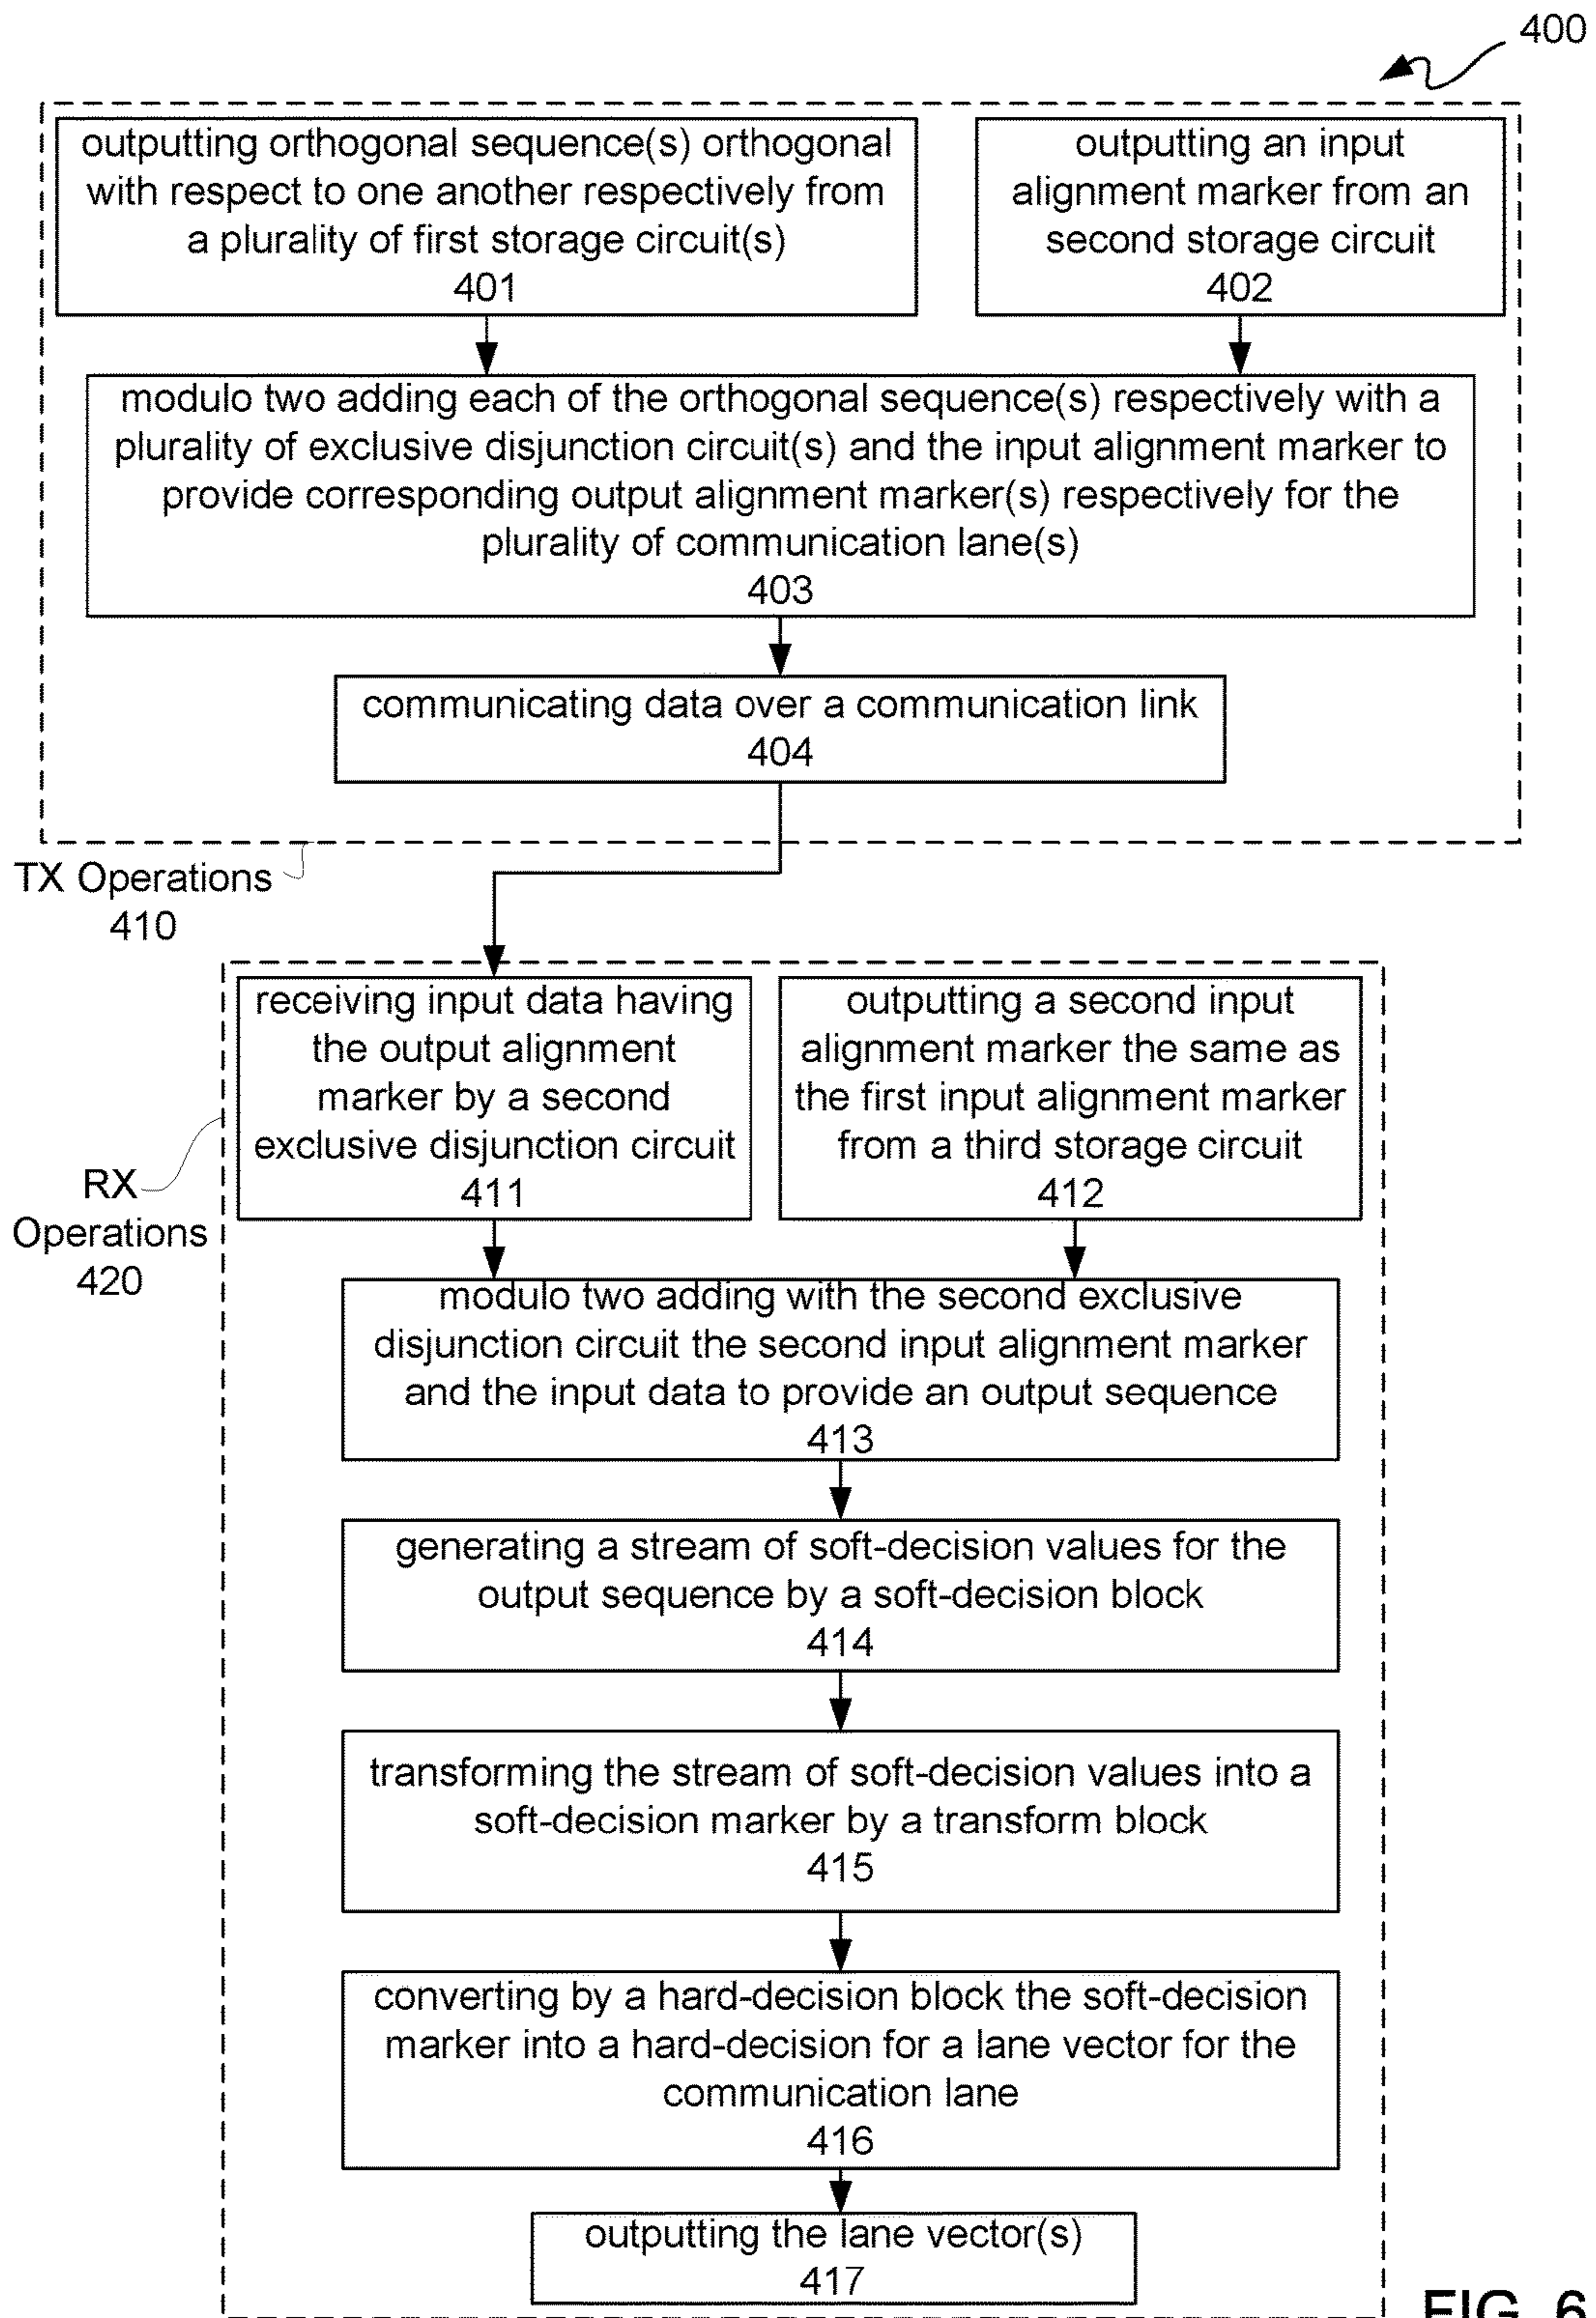 400
outputting orthogonal sequence(s) orthogonal
with respect to one another respectively from
a plurality of first storage circuit(s)
401
outputting an input
alignment marker from an
second storage circuit
402
modulo two adding each of the orthogonal sequence(s) respectively with a
plurality of exclusive disjunction circuit(s) and the input alignment marker to
provide corresponding output alignment marker(s) respectively for the
plurality of communication lane(s)
403
communicating data over a communication link
404
TX Operations
410
receiving input data having
the output alignment
marker by a second
exclusive disjunction circuit
411
outputting a second input
alignment marker the same as
the first input alignment marker
from a third storage circuit
412
RX
Operations
420
modulo two adding with the second exclusive
disjunction circuit the second input alignment marker
and the input data to provide an output sequence
413
generating a stream of soft-decision values for the
output sequence by a soft-decision block
414
transforming the stream of soft-decision values into a
soft-decision marker by a transform block
415
converting by a hard-decision block the soft-decision
marker into a hard-decision for a lane vector for the
communication lane
416
outputting the lane vector(s)
417
FIG. 6